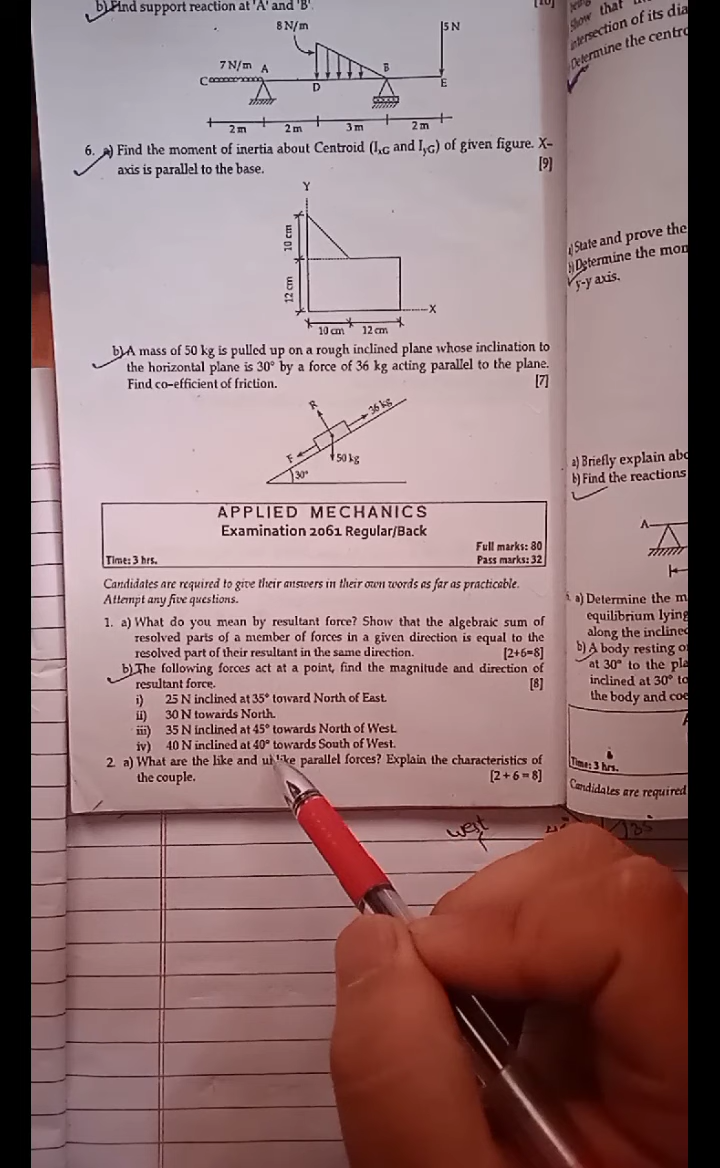 b) Find support reaction at 'A' and 'B'.
8 N/m
5 N
7 N/m A
B
C
D
E
2 m
2 m
3 m
2 m
6. a) Find the moment of inertia about Centroid (IxG and IyG) of given figure. X-
axis is parallel to the base. [9]
Y
10 cm
12 cm
X
10 cm 12 cm
b) A mass of 50 kg is pulled up on a rough inclined plane whose inclination to
the horizontal plane is 30° by a force of 36 kg acting parallel to the plane.
Find co-efficient of friction. [7]
R
36 kg
F
50 kg
30°
APPLIED MECHANICS
Examination 2061 Regular/Back
Full marks: 80
Time: 3 hrs. Pass marks: 32
Candidates are required to give their answers in their own words as far as practicable.
Attempt any five questions.
1. a) What do you mean by resultant force? Show that the algebraic sum of
resolved parts of a member of forces in a given direction is equal to the
resolved part of their resultant in the same direction. [2+6=8]
b) The following forces act at a point, find the magnitude and direction of
resultant force. [8]
i) 25 N inclined at 35° toward North of East.
ii) 30 N towards North.
iii) 35 N inclined at 45° towards North of West.
iv) 40 N inclined at 40° towards South of West.
2. a) What are the like and unlike parallel forces? Explain the characteristics of
the couple. [2 + 6 = 8]
Show that
intersection of its dia
Determine the centro
a) State and prove the
b) Determine the mon
y-y axis.
a) Briefly explain abo
b) Find the reactions
A
a) Determine the m
equilibrium lying
along the inclined
b) A body resting o
at 30° to the pla
inclined at 30° to
the body and coe
Time: 3 hrs.
Candidates are required
west
35